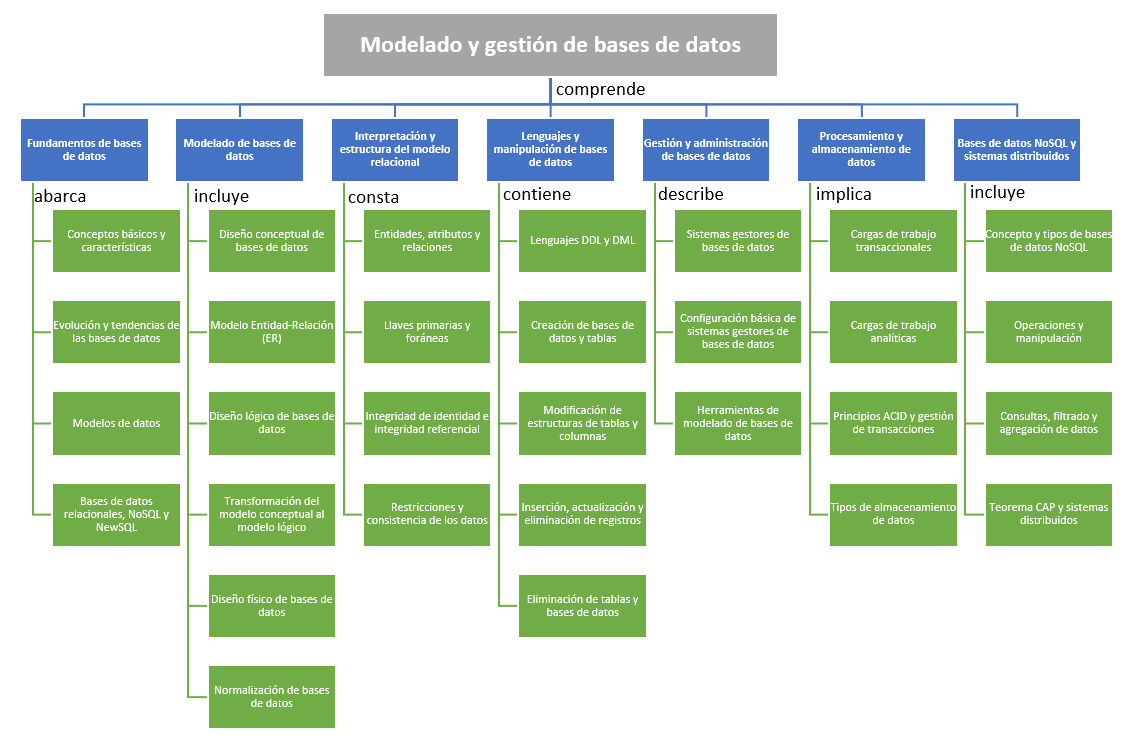 Modelado y gestión de bases de datos
comprende
Fundamentos de bases
de datos
abarca
Conceptos básicos y
características
Evolución y tendencias de
las bases de datos
Modelos de datos
Bases de datos
relacionales, NoSQL y
NewSQL
Modelado de bases de
datos
incluye
Diseño conceptual de
bases de datos
Modelo Entidad-Relación
(ER)
Diseño lógico de bases de
datos
Transformación del
modelo conceptual al
modelo lógico
Diseño físico de bases de
datos
Normalización de bases
de datos
Interpretación y
estructura del modelo
relacional
consta
Entidades, atributos y
relaciones
Llaves primarias y
foráneas
Integridad de identidad e
integridad referencial
Restricciones y
consistencia de los datos
Lenguajes y
manipulación de bases
de datos
contiene
Lenguajes DDL y DML
Creación de bases de
datos y tablas
Modificación de
estructuras de tablas y
columnas
Inserción, actualización y
eliminación de registros
Eliminación de tablas y
bases de datos
Gestión y administración
de bases de datos
describe
Sistemas gestores de
bases de datos
Configuración básica de
sistemas gestores de
bases de datos
Herramientas de
modelado de bases de
datos
Procesamiento y
almacenamiento de
datos
implica
Cargas de trabajo
transaccionales
Cargas de trabajo
analíticas
Principios ACID y gestión
de transacciones
Tipos de almacenamiento
de datos
Bases de datos NoSQL y
sistemas distribuidos
incluye
Concepto y tipos de bases
de datos NoSQL
Operaciones y
manipulación
Consultas, filtrado y
agregación de datos
Teorema CAP y sistemas
distribuidos